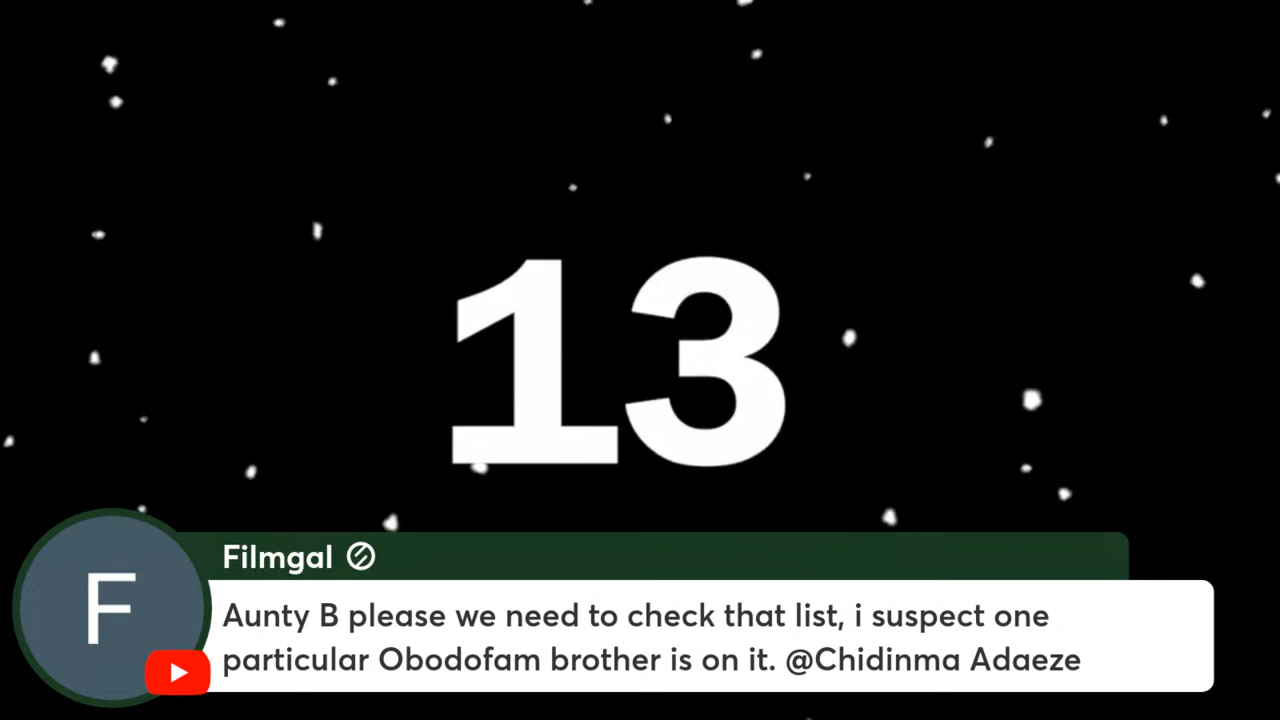 13
Filmgal
F
Aunty B please we need to check that list, i suspect one
particular Obodofam brother is on it. @Chidinma Adaeze